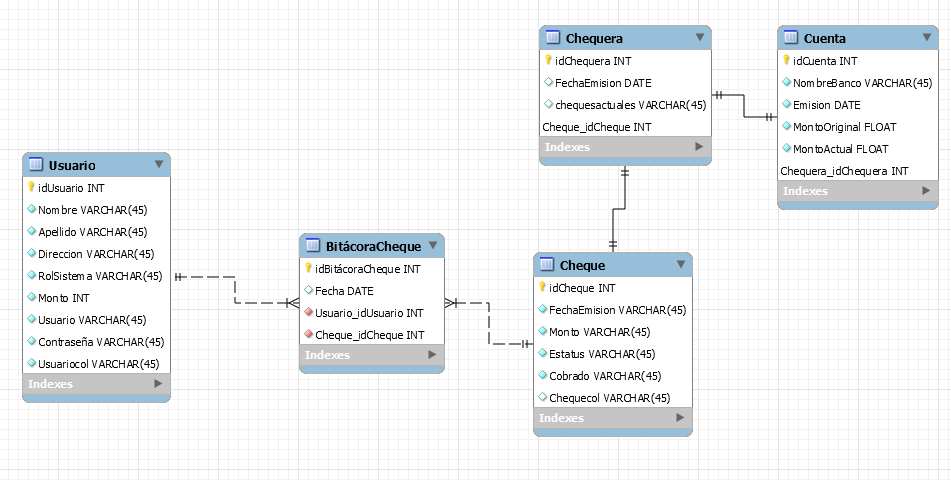 Chequera
idChequera INT
FechaEmision DATE
chequesactuales VARCHAR(45)
Cheque_idCheque INT
Indexes
Cuenta
idCuenta INT
NombreBanco VARCHAR(45)
Emision DATE
MontoOriginal FLOAT
MontoActual FLOAT
Chequera_idChequera INT
Indexes
Usuario
idUsuario INT
Nombre VARCHAR(45)
Apellido VARCHAR(45)
Direccion VARCHAR(45)
RolSistema VARCHAR(45)
Monto INT
Usuario VARCHAR(45)
Contraseña VARCHAR(45)
Usuariocol VARCHAR(45)
Indexes
BitácoraCheque
idBitácoraCheque INT
Fecha DATE
Usuario_idUsuario INT
Cheque_idCheque INT
Indexes
Cheque
idCheque INT
FechaEmision VARCHAR(45)
Monto VARCHAR(45)
Estatus VARCHAR(45)
Cobrado VARCHAR(45)
Chequecol VARCHAR(45)
Indexes